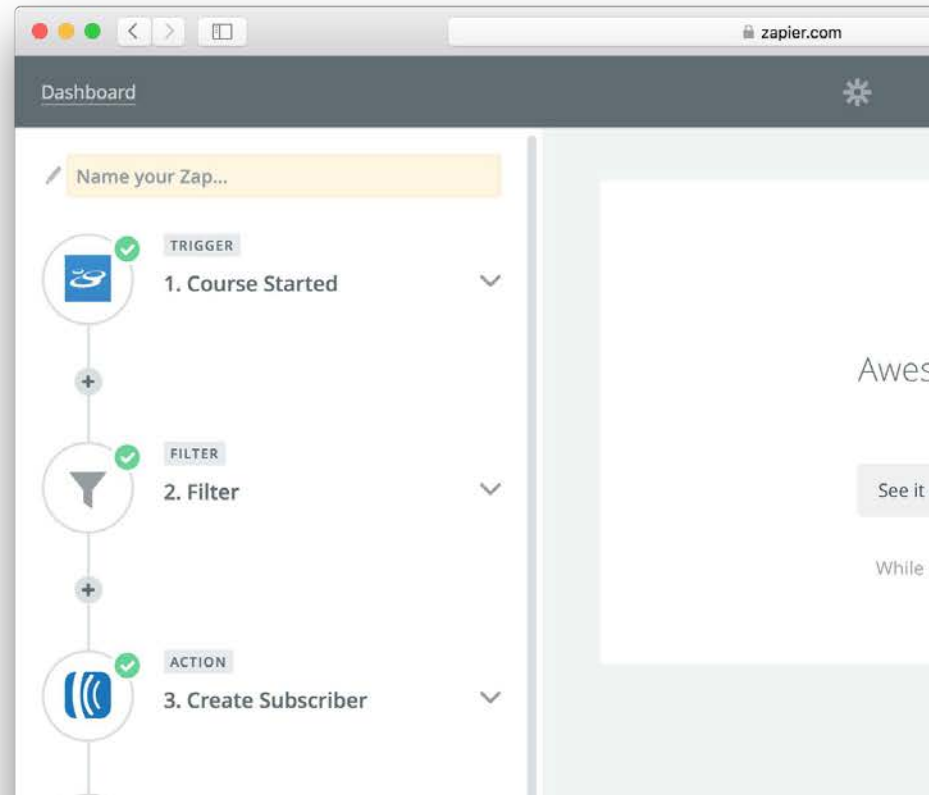 zapier.com
Dashboard
Name your Zap...
TRIGGER
1. Course Started
FILTER
2. Filter
ACTION
3. Create Subscriber
Awes
See it
While